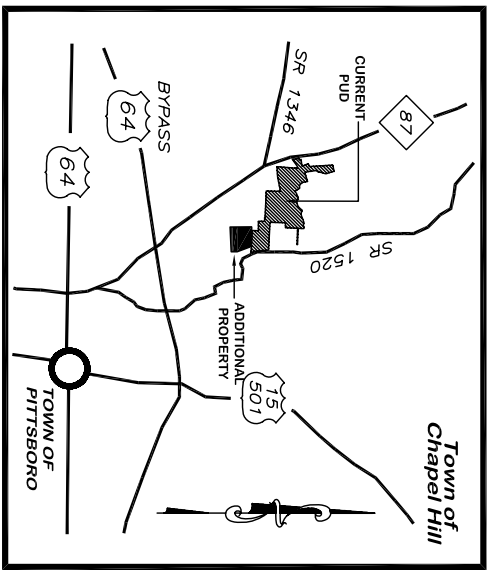 CURRENT
PUD
SR 1346
87
BYPASS
64
64
SR 1520
ADDITIONAL
PROPERTY
15
501
Town of
Chapel Hill
TOWN OF
PITTSBORO